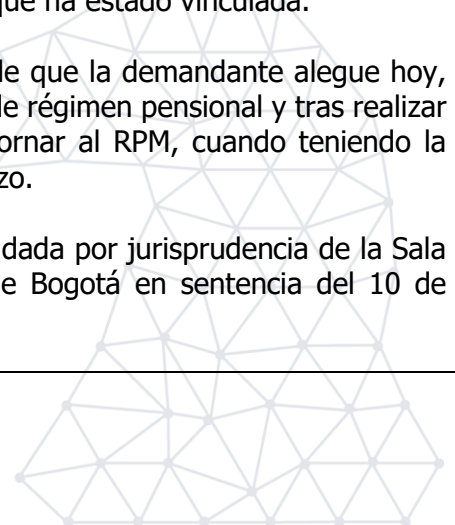 que ha estado vinculada.
de que la demandante alegue hoy,
de régimen pensional y tras realizar
ornar al RPM, cuando teniendo la
zo.
dada por jurisprudencia de la Sala
e Bogotá en sentencia del 10 de